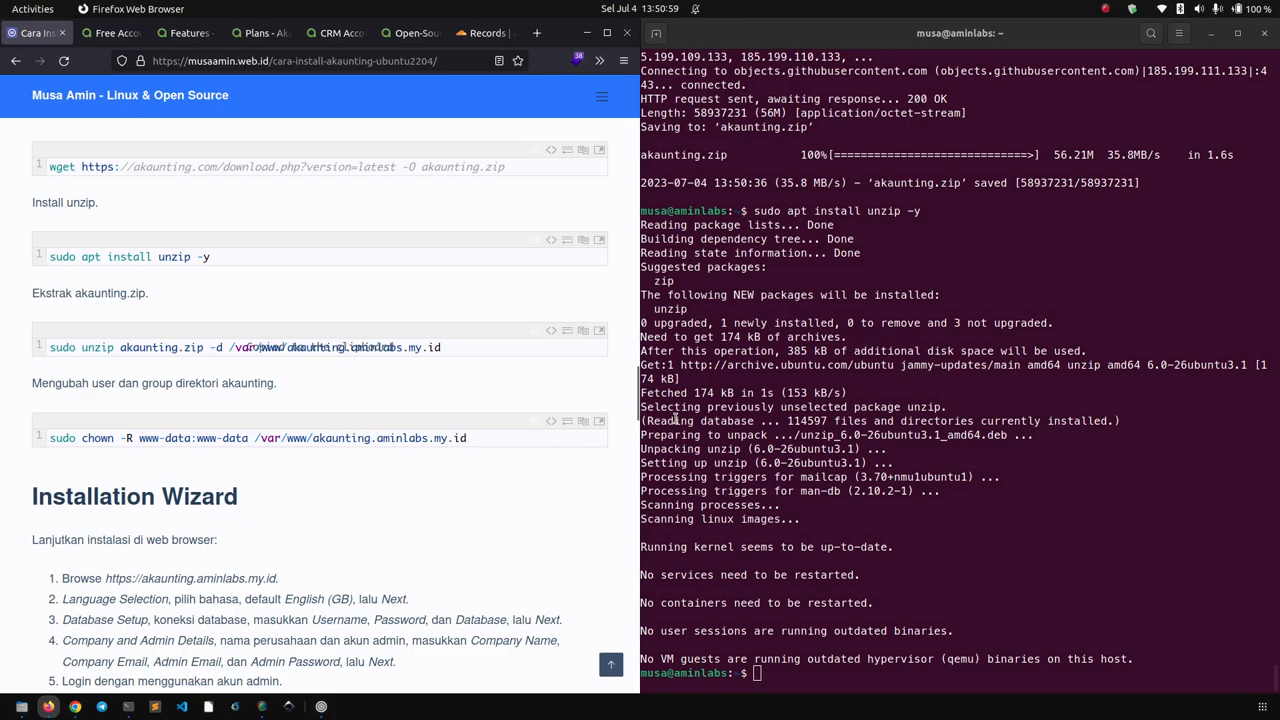 Activities
Firefox Web Browser
Sel Jul 4 13:50:59
100 %
Cara Ins
Free Acco
Features -
Plans - Ak
CRM Acco
Open-Sou
Records |
https://musaamin.web.id/cara-install-akaunting-ubuntu2204/
38
Musa Amin - Linux & Open Source
1 wget https://akaunting.com/download.php?version=latest -O akaunting.zip
Install unzip.
1 sudo apt install unzip -y
Ekstrak akaunting.zip.
1 sudo unzip akaunting.zip -d /var/www/akaunting.aminlabs.my.id
Mengubah user dan group direktori akaunting.
1 sudo chown -R www-data:www-data /var/www/akaunting.aminlabs.my.id
Installation Wizard
Lanjutkan instalasi di web browser:
1. Browse https://akaunting.aminlabs.my.id.
2. Language Selection, pilih bahasa, default English (GB), lalu Next.
3. Database Setup, koneksi database, masukkan Username, Password, dan Database, lalu Next.
4. Company and Admin Details, nama perusahaan dan akun admin, masukkan Company Name,
Company Email, Admin Email, dan Admin Password, lalu Next.
5. Login dengan menggunakan akun admin.
musa@aminlabs: ~
5.199.109.133, 185.199.110.133, ...
Connecting to objects.githubusercontent.com (objects.githubusercontent.com)|185.199.111.133|:4
43... connected.
HTTP request sent, awaiting response... 200 OK
Length: 58937231 (56M) [application/octet-stream]
Saving to: ‘akaunting.zip’
akaunting.zip 100%[=============================>] 56.21M 35.8MB/s in 1.6s
2023-07-04 13:50:36 (35.8 MB/s) - ‘akaunting.zip’ saved [58937231/58937231]
musa@aminlabs:~$ sudo apt install unzip -y
Reading package lists... Done
Building dependency tree... Done
Reading state information... Done
Suggested packages:
zip
The following NEW packages will be installed:
unzip
0 upgraded, 1 newly installed, 0 to remove and 3 not upgraded.
Need to get 174 kB of archives.
After this operation, 385 kB of additional disk space will be used.
Get:1 http://archive.ubuntu.com/ubuntu jammy-updates/main amd64 unzip amd64 6.0-26ubuntu3.1 [1
74 kB]
Fetched 174 kB in 1s (153 kB/s)
Selecting previously unselected package unzip.
(Reading database ... 114597 files and directories currently installed.)
Preparing to unpack .../unzip_6.0-26ubuntu3.1_amd64.deb ...
Unpacking unzip (6.0-26ubuntu3.1) ...
Setting up unzip (6.0-26ubuntu3.1) ...
Processing triggers for mailcap (3.70+nmu1ubuntu1) ...
Processing triggers for man-db (2.10.2-1) ...
Scanning processes...
Scanning linux images...
Running kernel seems to be up-to-date.
No services need to be restarted.
No containers need to be restarted.
No user sessions are running outdated binaries.
No VM guests are running outdated hypervisor (qemu) binaries on this host.
musa@aminlabs:~$